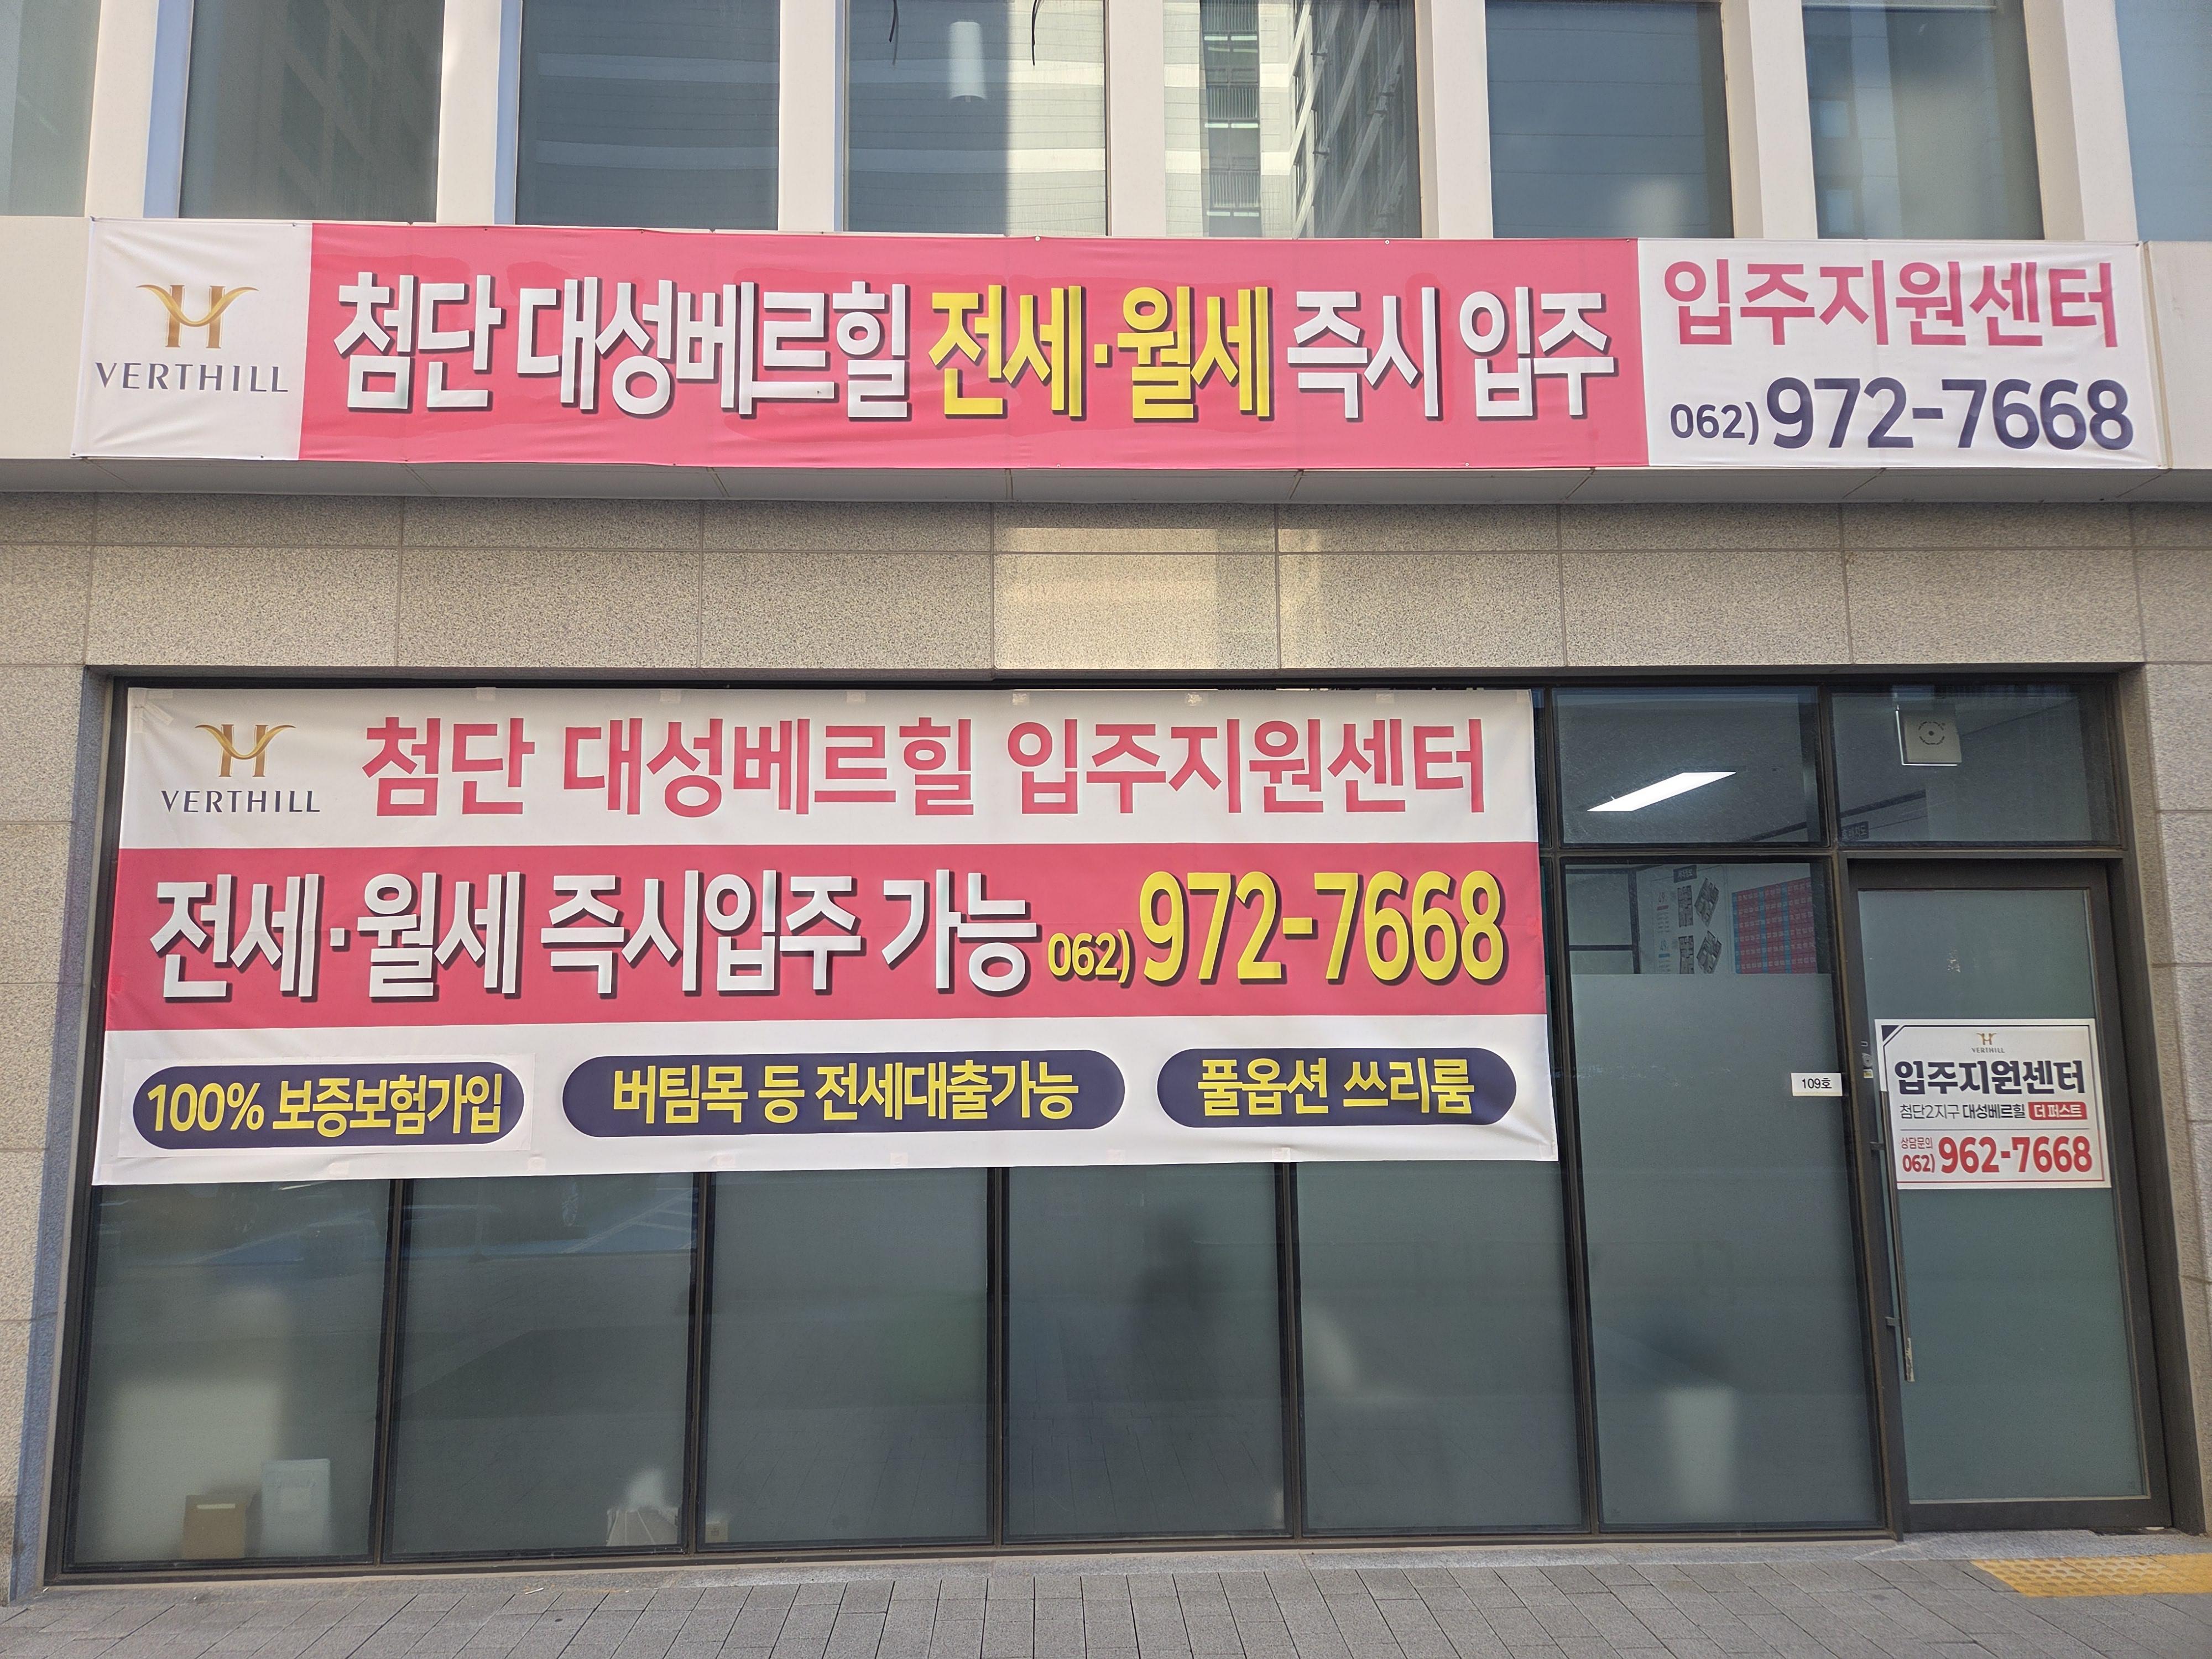 VERTHILL
첨단 대성베르힐 전세·월세 즉시 입주
입주지원센터
062) 972-7668
VERTHILL
첨단 대성베르힐 입주지원센터
전세·월세 즉시입주 가능 062) 972-7668
100% 보증보험가입
버팀목 등 전세대출가능
풀옵션 쓰리룸
109호
VERTHILL
입주지원센터
첨단2지구 대성베르힐 더 퍼스트
상담문의
062) 962-7668